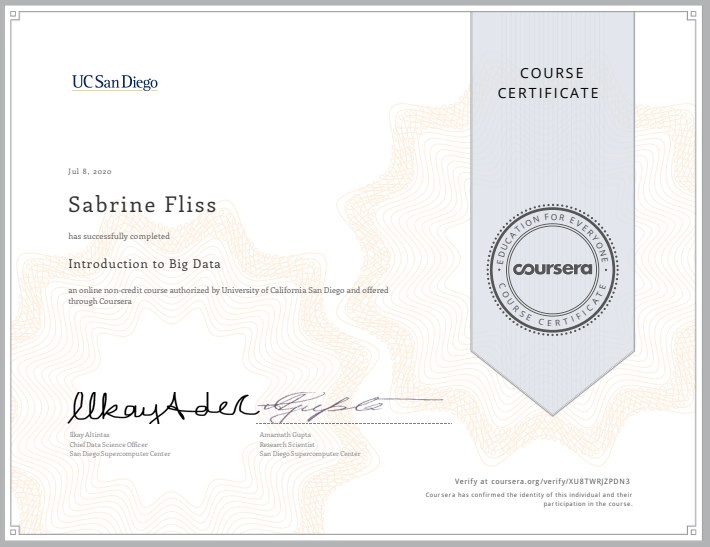 UC San Diego
COURSE
CERTIFICATE
Jul 8, 2020
Sabrine Fliss
has successfully completed
Introduction to Big Data
an online non-credit course authorized by University of California San Diego and offered
through Coursera
EDUCATION FOR EVERYONE
coursera
COURSE CERTIFICATE
Ilkay Altintas
Chief Data Science Officer
San Diego Supercomputer Center
Amarnath Gupta
Research Scientist
San Diego Supercomputer Center
Verify at coursera.org/verify/XU8TWRJZPDN3
Coursera has confirmed the identity of this individual and their
participation in the course.